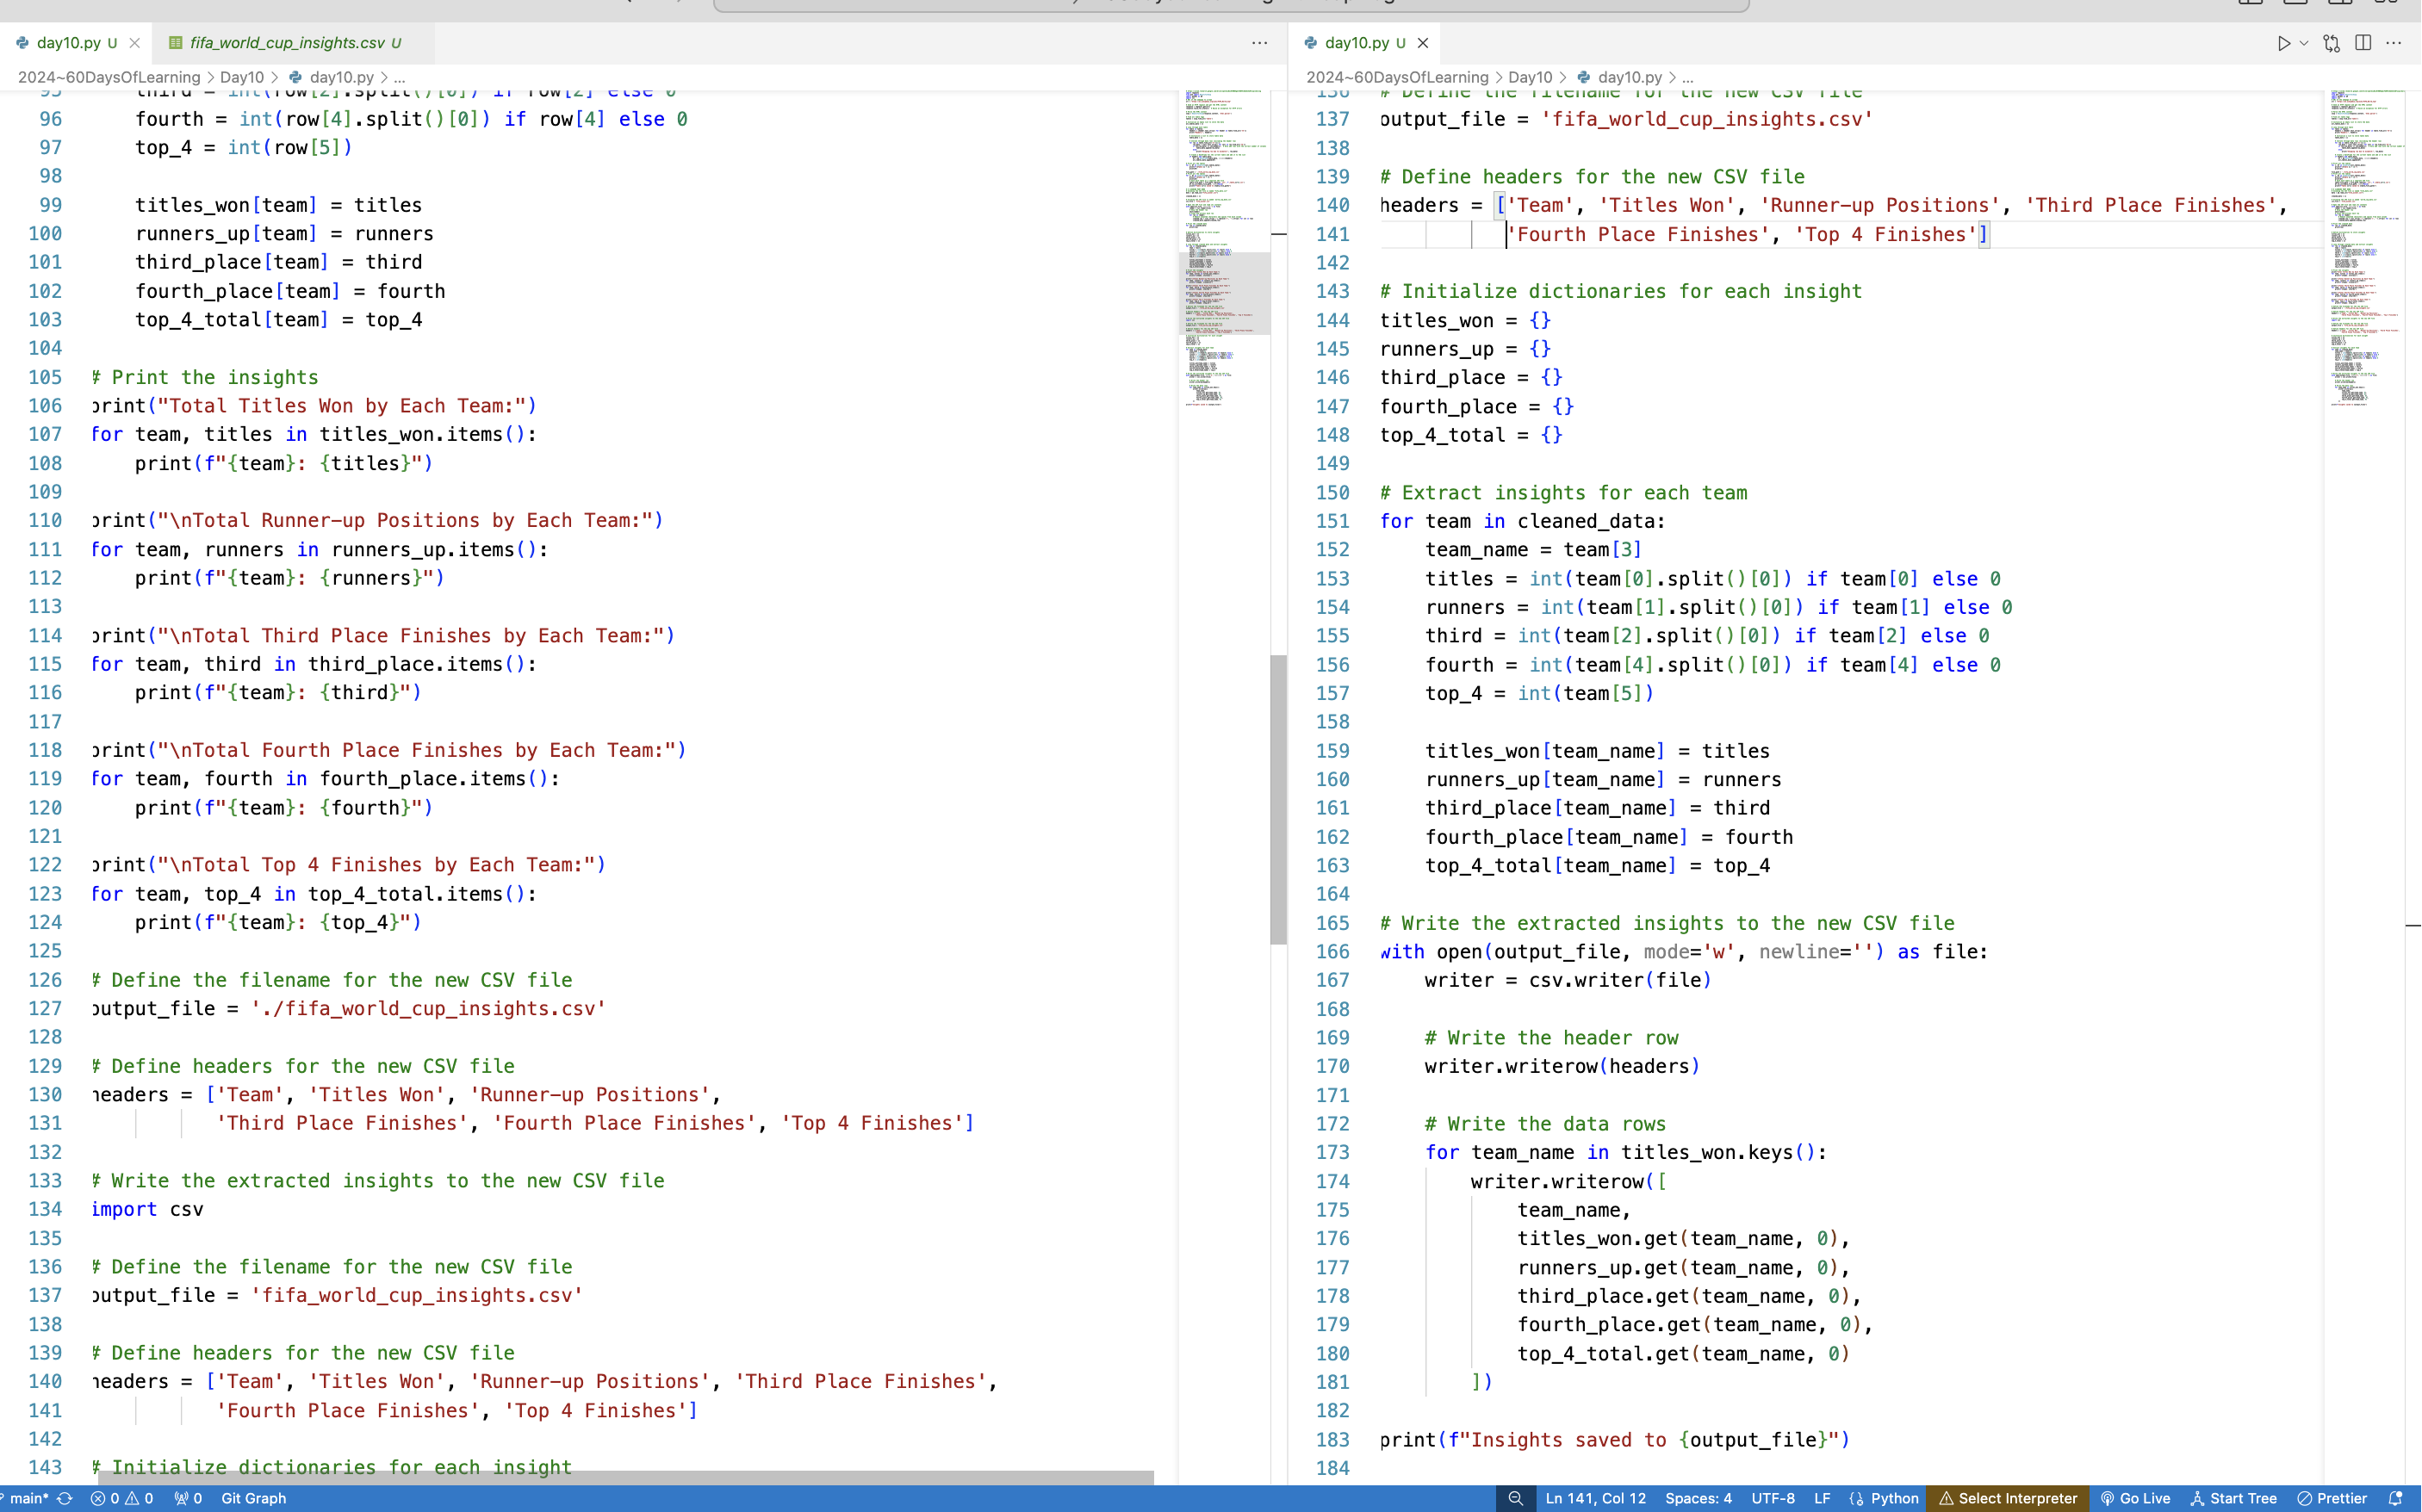 day10.py U
fifa_world_cup_insights.csv U
2024~60DaysOfLearning > Day10 > day10.py > ...
95 third = int(row[2].split()[0]) if row[2] else 0
96 fourth = int(row[4].split()[0]) if row[4] else 0
97 top_4 = int(row[5])
98
99 titles_won[team] = titles
100 runners_up[team] = runners
101 third_place[team] = third
102 fourth_place[team] = fourth
103 top_4_total[team] = top_4
104
105 # Print the insights
106 print("Total Titles Won by Each Team:")
107 for team, titles in titles_won.items():
108 print(f"{team}: {titles}")
109
110 print("\nTotal Runner-up Positions by Each Team:")
111 for team, runners in runners_up.items():
112 print(f"{team}: {runners}")
113
114 print("\nTotal Third Place Finishes by Each Team:")
115 for team, third in third_place.items():
116 print(f"{team}: {third}")
117
118 print("\nTotal Fourth Place Finishes by Each Team:")
119 for team, fourth in fourth_place.items():
120 print(f"{team}: {fourth}")
121
122 print("\nTotal Top 4 Finishes by Each Team:")
123 for team, top_4 in top_4_total.items():
124 print(f"{team}: {top_4}")
125
126 # Define the filename for the new CSV file
127 output_file = './fifa_world_cup_insights.csv'
128
129 # Define headers for the new CSV file
130 headers = ['Team', 'Titles Won', 'Runner-up Positions',
131 'Third Place Finishes', 'Fourth Place Finishes', 'Top 4 Finishes']
132
133 # Write the extracted insights to the new CSV file
134 import csv
135
136 # Define the filename for the new CSV file
137 output_file = 'fifa_world_cup_insights.csv'
138
139 # Define headers for the new CSV file
140 headers = ['Team', 'Titles Won', 'Runner-up Positions', 'Third Place Finishes',
141 'Fourth Place Finishes', 'Top 4 Finishes']
142
143 # Initialize dictionaries for each insight
day10.py U
2024~60DaysOfLearning > Day10 > day10.py > ...
136 # Define the filename for the new CSV file
137 output_file = 'fifa_world_cup_insights.csv'
138
139 # Define headers for the new CSV file
140 headers = ['Team', 'Titles Won', 'Runner-up Positions', 'Third Place Finishes',
141 'Fourth Place Finishes', 'Top 4 Finishes']
142
143 # Initialize dictionaries for each insight
144 titles_won = {}
145 runners_up = {}
146 third_place = {}
147 fourth_place = {}
148 top_4_total = {}
149
150 # Extract insights for each team
151 for team in cleaned_data:
152 team_name = team[3]
153 titles = int(team[0].split()[0]) if team[0] else 0
154 runners = int(team[1].split()[0]) if team[1] else 0
155 third = int(team[2].split()[0]) if team[2] else 0
156 fourth = int(team[4].split()[0]) if team[4] else 0
157 top_4 = int(team[5])
158
159 titles_won[team_name] = titles
160 runners_up[team_name] = runners
161 third_place[team_name] = third
162 fourth_place[team_name] = fourth
163 top_4_total[team_name] = top_4
164
165 # Write the extracted insights to the new CSV file
166 with open(output_file, mode='w', newline='') as file:
167 writer = csv.writer(file)
168
169 # Write the header row
170 writer.writerow(headers)
171
172 # Write the data rows
173 for team_name in titles_won.keys():
174 writer.writerow([
175 team_name,
176 titles_won.get(team_name, 0),
177 runners_up.get(team_name, 0),
178 third_place.get(team_name, 0),
179 fourth_place.get(team_name, 0),
180 top_4_total.get(team_name, 0)
181 ])
182
183 print(f"Insights saved to {output_file}")
184
main* 0 0 0 Git Graph Ln 141, Col 12 Spaces: 4 UTF-8 LF Python Select Interpreter Go Live Start Tree Prettier